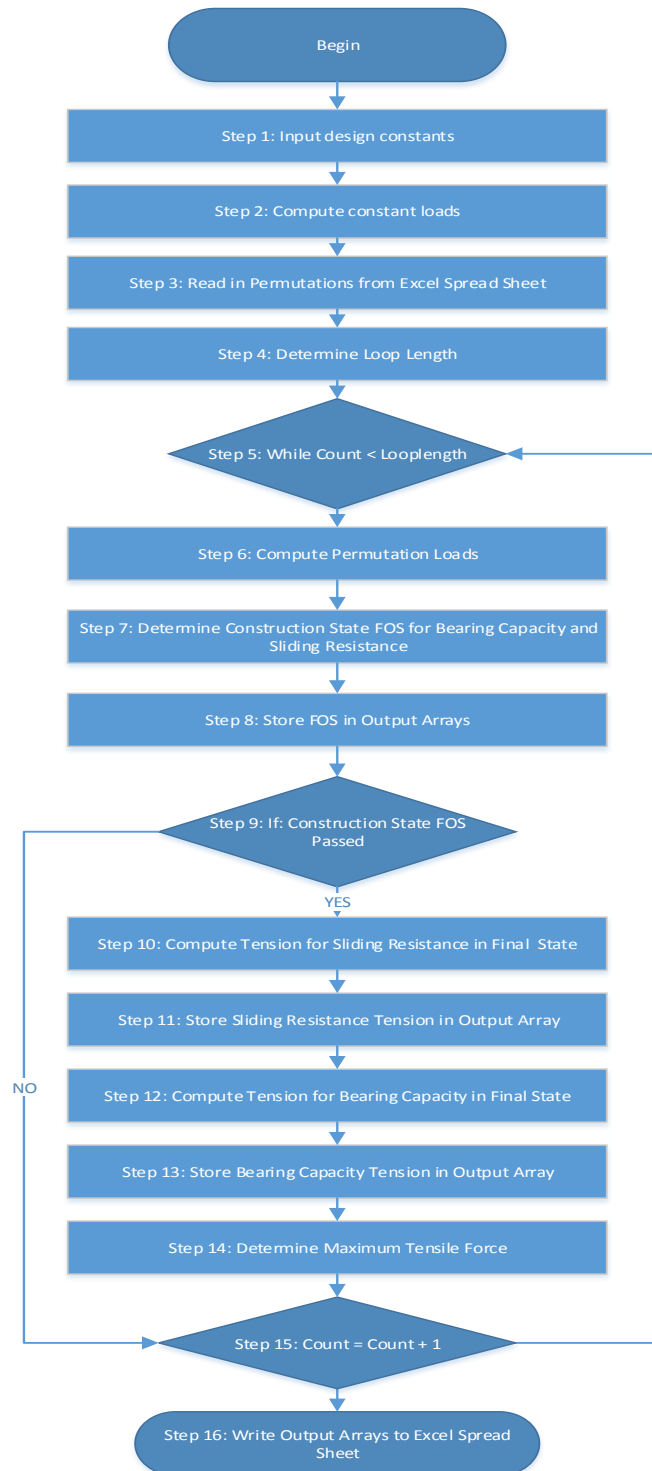 Begin
Step 1: Input design constants
Step 2: Compute constant loads
Step 3: Read in Permutations from Excel Spread Sheet
Step 4: Determine Loop Length
Step 5: While Count < Looplength
Step 6: Compute Permutation Loads
Step 7: Determine Construction State FOS for Bearing Capacity and
Sliding Resistance
Step 8: Store FOS in Output Arrays
Step 9: If: Construction State FOS
Passed
YES
Step 10: Compute Tension for Sliding Resistance in Final State
Step 11: Store Sliding Resistance Tension in Output Array
NO
Step 12: Compute Tension for Bearing Capacity in Final State
Step 13: Store Bearing Capacity Tension in Output Array
Step 14: Determine Maximum Tensile Force
Step 15: Count = Count + 1
Step 16: Write Output Arrays to Excel Spread
Sheet